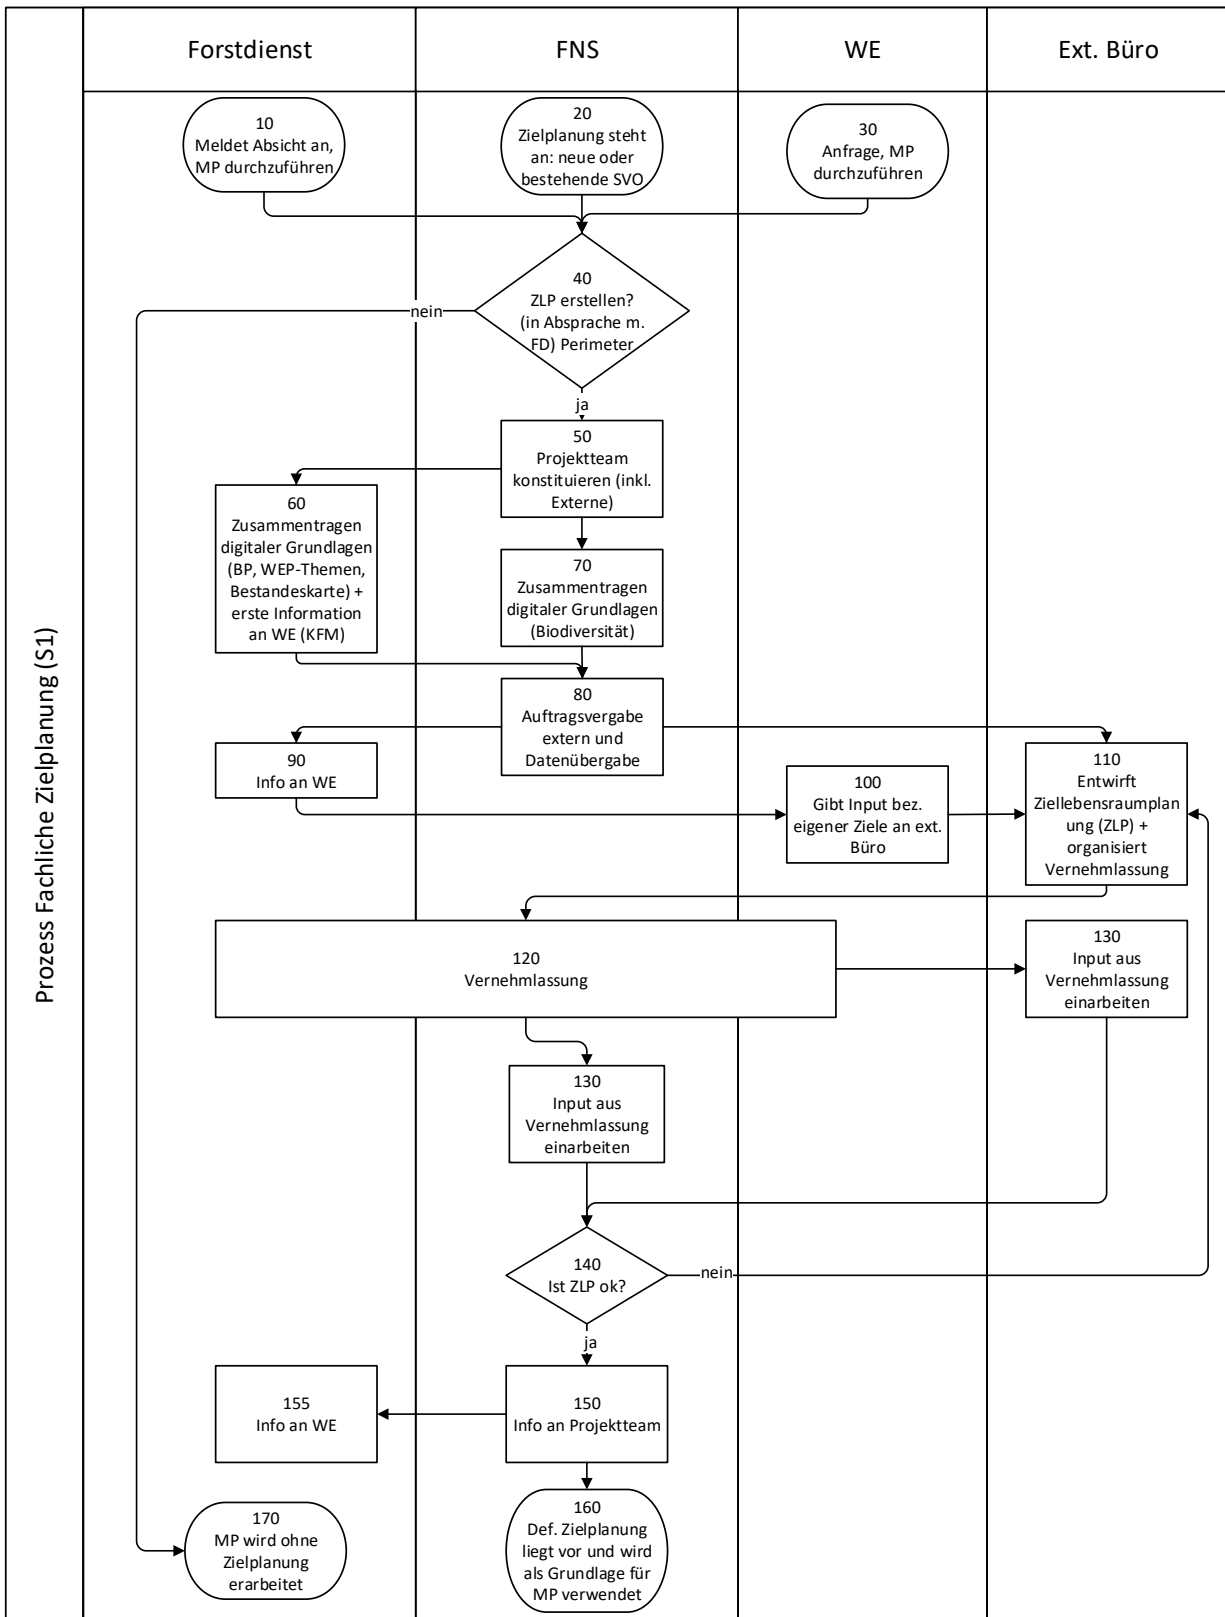 Prozess Fachliche Zielplanung (S1)
Forstdienst
FNS
WE
Ext. Büro
10
Meldet Absicht an,
MP durchzuführen
20
Zielplanung steht
an: neue oder
bestehende SVO
30
Anfrage, MP
durchzuführen
40
ZLP erstellen?
(in Absprache m.
FD) Perimeter
nein
ja
50
Projektteam
konstituieren (inkl.
Externe)
60
Zusammentragen
digitaler Grundlagen
(BP, WEP-Themen,
Bestandeskarte) +
erste Information
an WE (KFM)
70
Zusammentragen
digitaler Grundlagen
(Biodiversität)
80
Auftragsvergabe
extern und
Datenübergabe
90
Info an WE
100
Gibt Input bez.
eigener Ziele an ext.
Büro
110
Entwirft
Ziellebensraumplan
ung (ZLP) +
organisiert
Vernehmlassung
120
Vernehmlassung
130
Input aus
Vernehmlassung
einarbeiten
130
Input aus
Vernehmlassung
einarbeiten
140
Ist ZLP ok?
nein
ja
155
Info an WE
150
Info an Projektteam
170
MP wird ohne
Zielplanung
erarbeitet
160
Def. Zielplanung
liegt vor und wird
als Grundlage für
MP verwendet